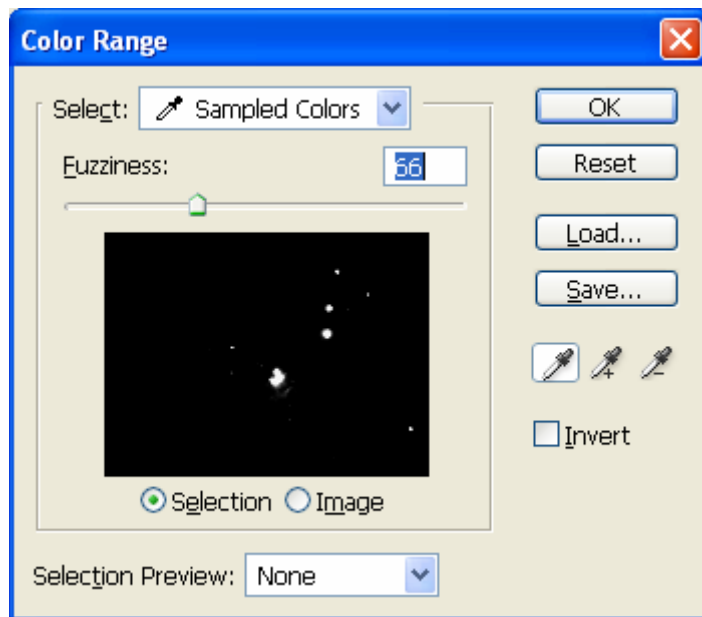 Color Range
Select: Sampled Colors
OK
Fuzziness: 66
Reset
Load...
Save...
Invert
Selection Image
Selection Preview: None